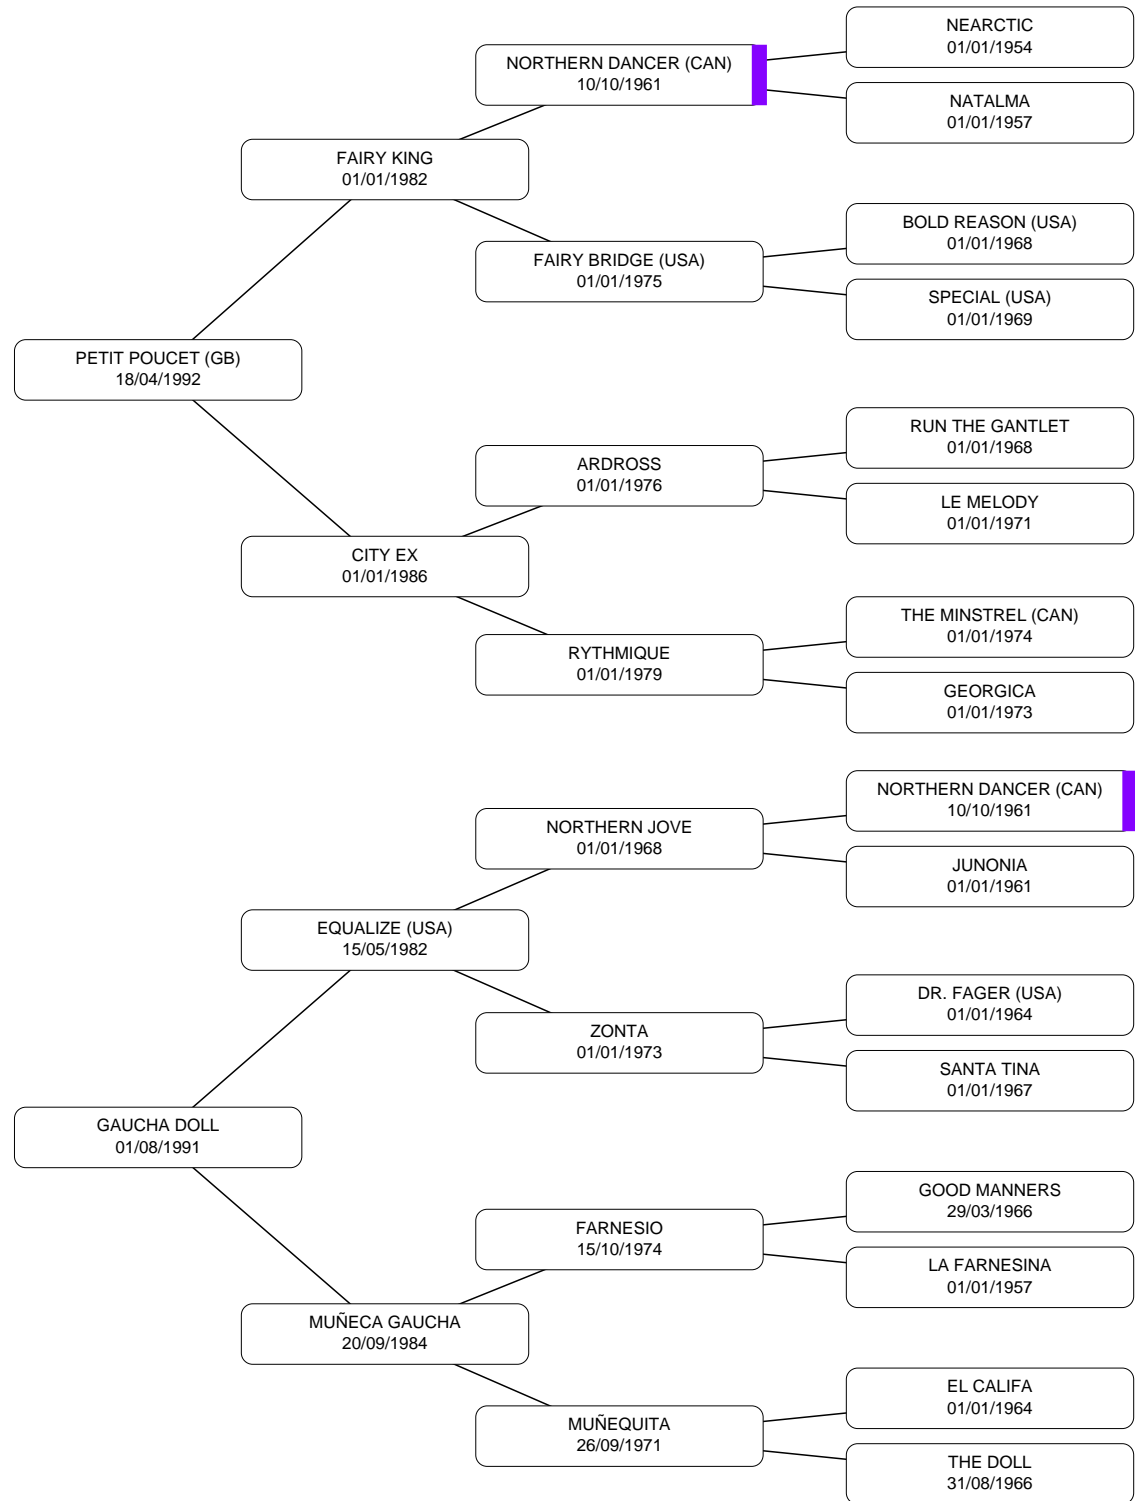 NEARCTIC
01/01/1954
NORTHERN DANCER (CAN)
10/10/1961
NATALMA
01/01/1957
FAIRY KING
01/01/1982
BOLD REASON (USA)
01/01/1968
FAIRY BRIDGE (USA)
01/01/1975
SPECIAL (USA)
01/01/1969
PETIT POUCET (GB)
18/04/1992
RUN THE GANTLET
01/01/1968
ARDROSS
01/01/1976
LE MELODY
01/01/1971
CITY EX
01/01/1986
THE MINSTREL (CAN)
01/01/1974
RYTHMIQUE
01/01/1979
GEORGICA
01/01/1973
NORTHERN DANCER (CAN)
10/10/1961
NORTHERN JOVE
01/01/1968
JUNONIA
01/01/1961
EQUALIZE (USA)
15/05/1982
DR. FAGER (USA)
01/01/1964
ZONTA
01/01/1973
SANTA TINA
01/01/1967
GAUCHA DOLL
01/08/1991
GOOD MANNERS
29/03/1966
FARNESIO
15/10/1974
LA FARNESINA
01/01/1957
MUÑECA GAUCHA
20/09/1984
EL CALIFA
01/01/1964
MUÑEQUITA
26/09/1971
THE DOLL
31/08/1966